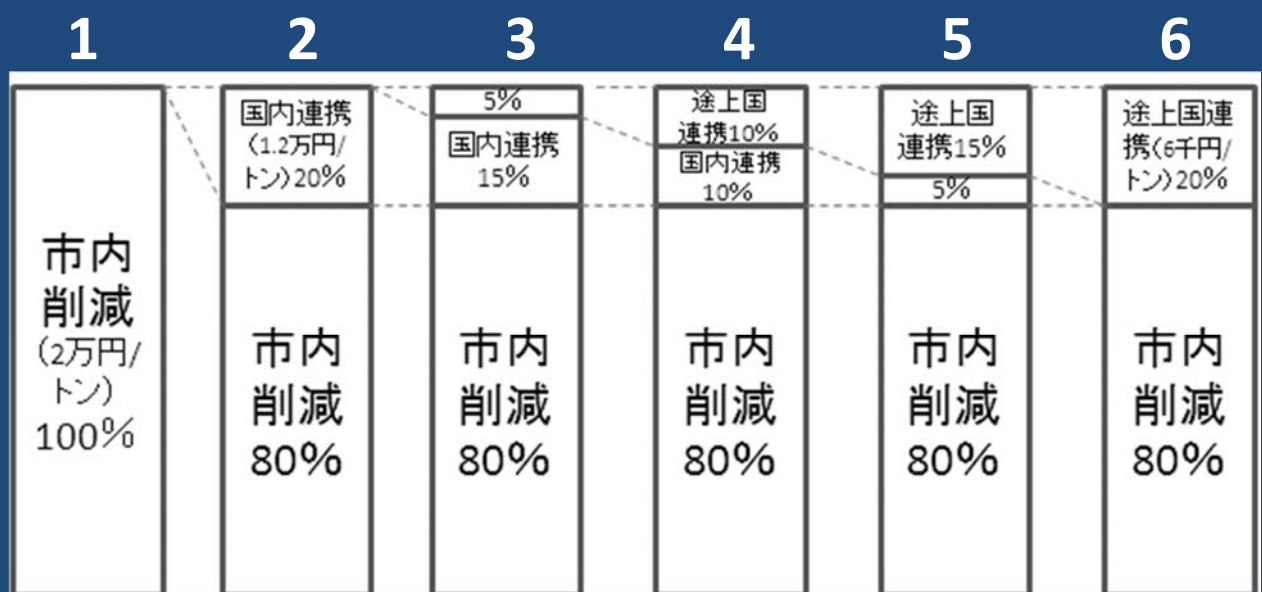 1
2
3
4
5
6
市内
削減
(2万円/
トン)
100%
国内連携
(1.2万円/
トン)20%
市内
削減
80%
5%
国内連携
15%
市内
削減
80%
途上国
連携10%
国内連携
10%
市内
削減
80%
途上国
連携15%
5%
市内
削減
80%
途上国連
携(6千円/
トン)20%
市内
削減
80%